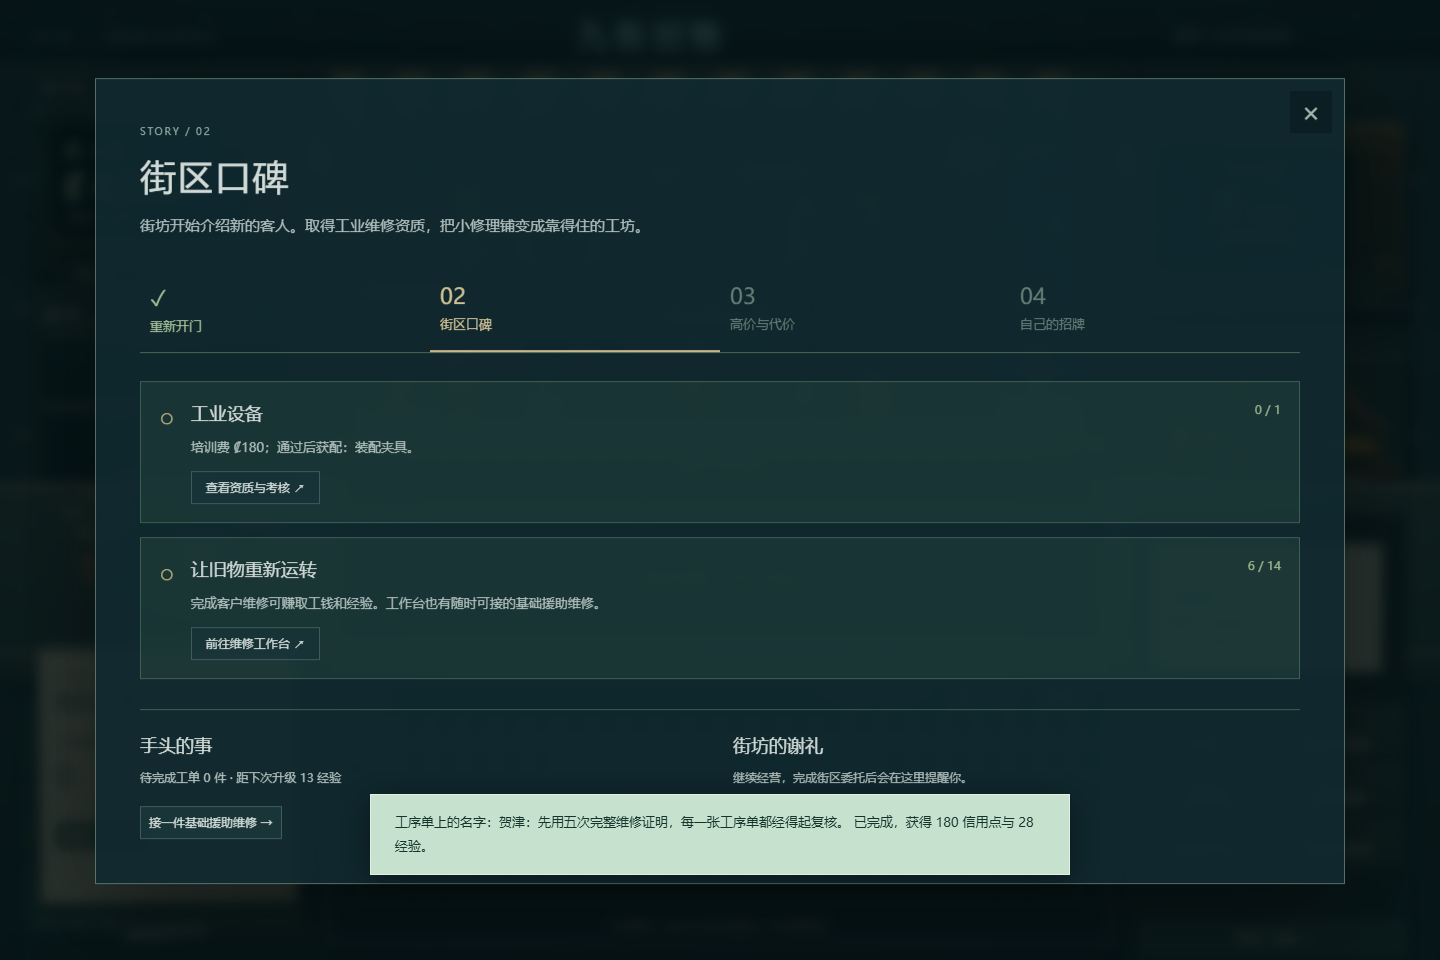 STORY / 02
街区口碑
街坊开始介绍新的客人。取得工业维修资质，把小修理铺变成靠得住的工坊。
✓
重新开门
02
街区口碑
03
高价与代价
04
自己的招牌
工业设备
0 / 1
培训费 ₡180；通过后获配：装配夹具。
查看资质与考核 ↗
让旧物重新运转
6 / 14
完成客户维修可赚取工钱和经验。工作台也有随时可接的基础援助维修。
前往维修工作台 ↗
手头的事
待完成工单 0 件 · 距下次升级 13 经验
接一件基础援助维修 →
街坊的谢礼
继续经营，完成街区委托后会在这里提醒你。
工序单上的名字：贺津：先用五次完整维修证明，每一张工序单都经得起复核。 已完成，获得 180 信用点与 28
经验。